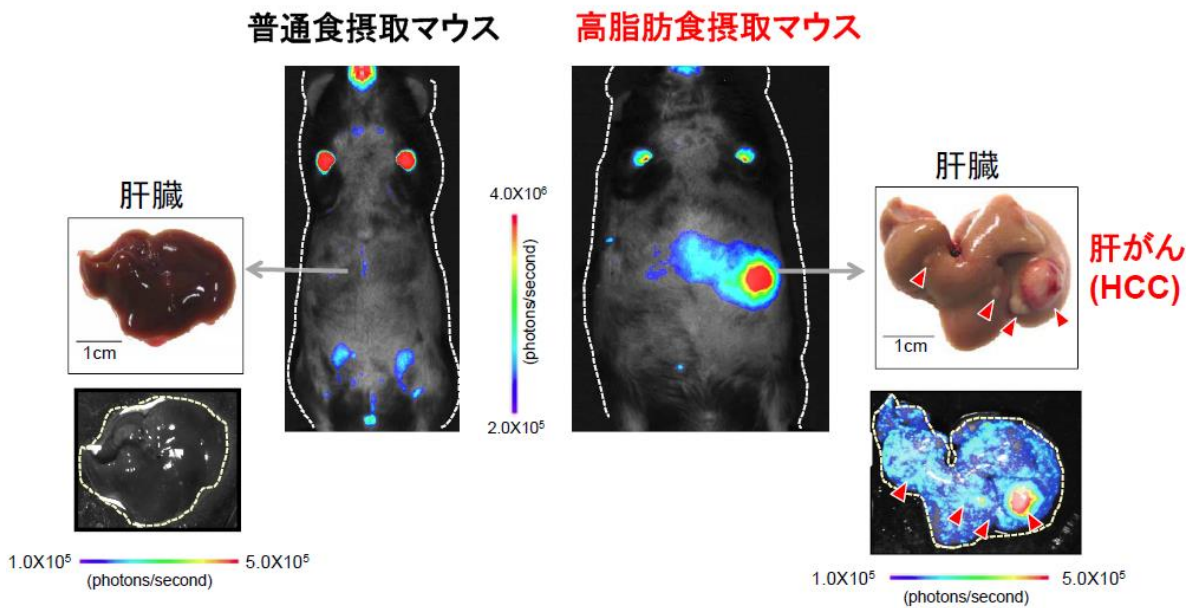 普通食摂取マウス
高脂肪食摂取マウス
肝臓
1cm
4.0X10⁶
(photons/second)
2.0X10⁵
肝臓
肝がん
(HCC)
1cm
1.0X10⁵
5.0X10⁵
(photons/second)
1.0X10⁵
5.0X10⁵
(photons/second)